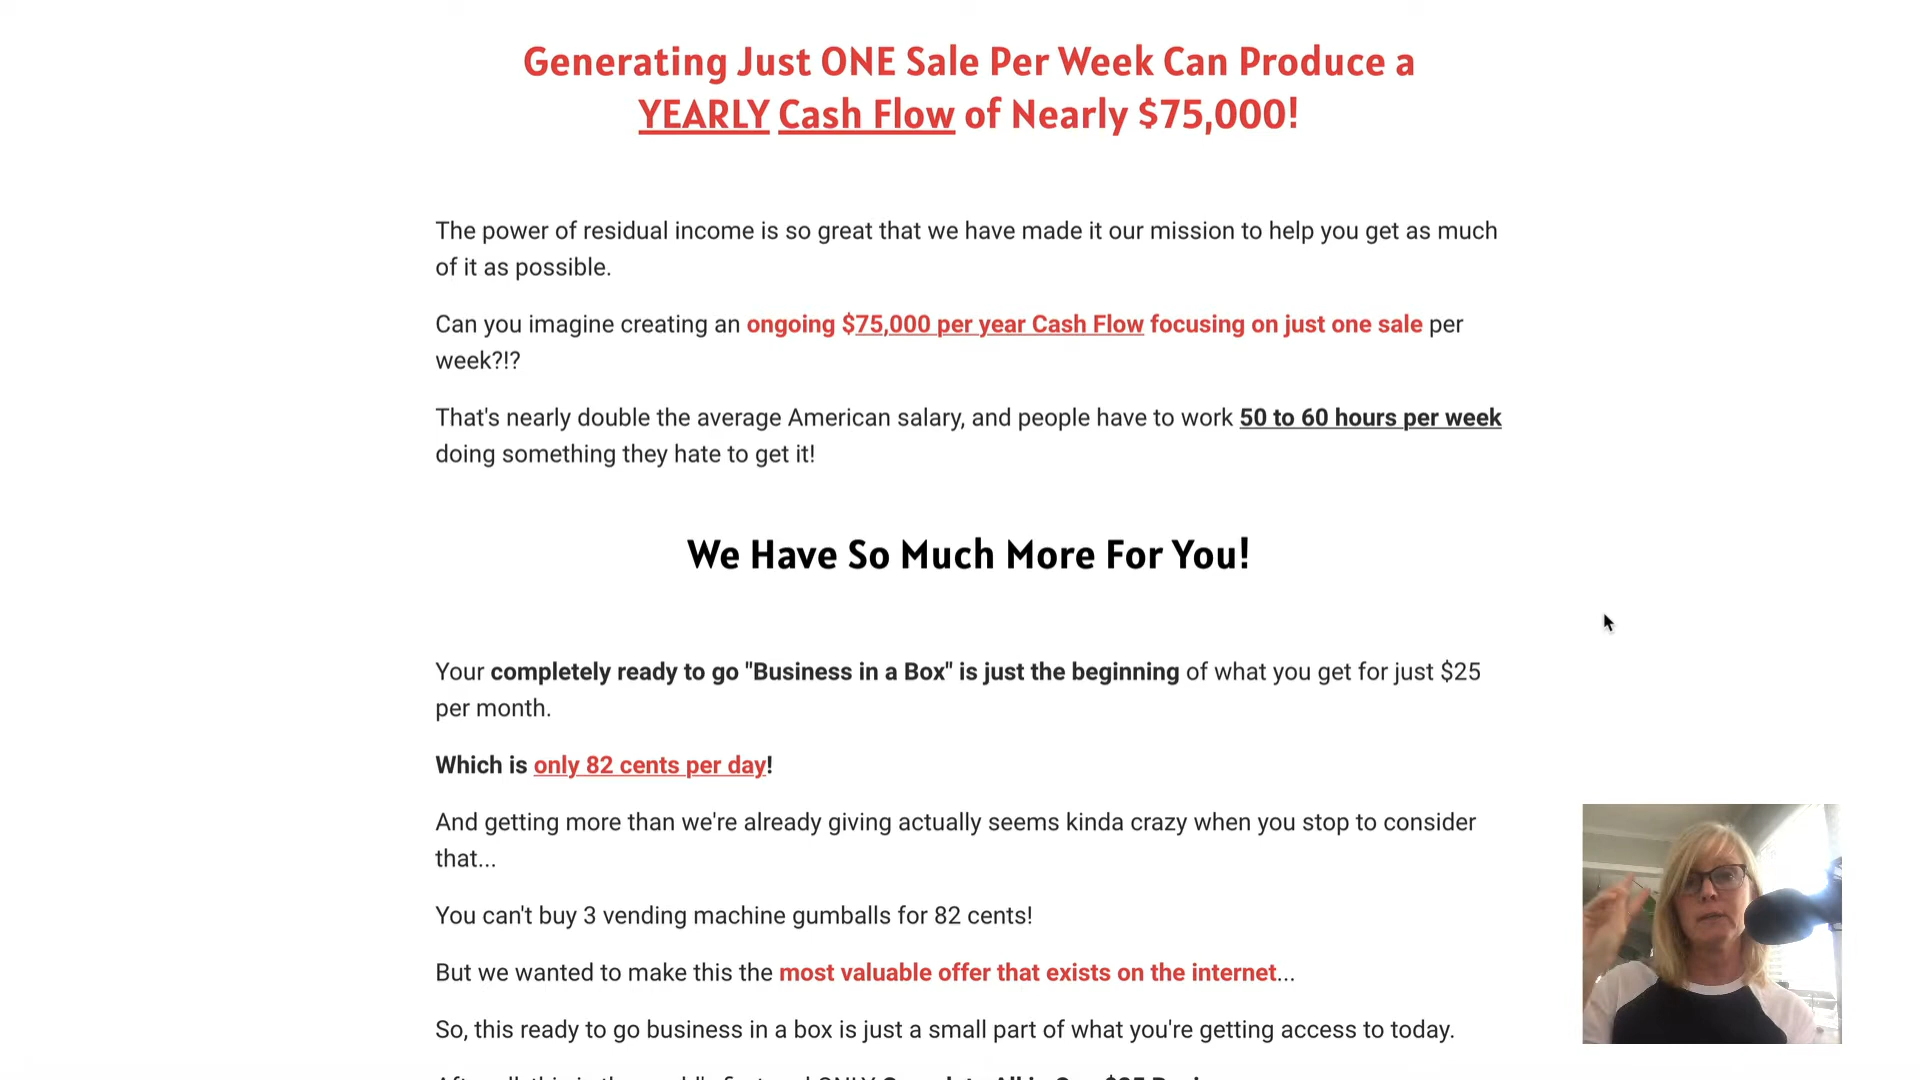 Generating Just ONE Sale Per Week Can Produce a
YEARLY Cash Flow of Nearly $75,000!
The power of residual income is so great that we have made it our mission to help you get as much
of it as possible.
Can you imagine creating an ongoing $75,000 per year Cash Flow focusing on just one sale per
week?!?
That's nearly double the average American salary, and people have to work 50 to 60 hours per week
doing something they hate to get it!
We Have So Much More For You!
Your completely ready to go "Business in a Box" is just the beginning of what you get for just $25
per month.
Which is only 82 cents per day!
And getting more than we're already giving actually seems kinda crazy when you stop to consider
that...
You can't buy 3 vending machine gumballs for 82 cents!
But we wanted to make this the most valuable offer that exists on the internet...
So, this ready to go business in a box is just a small part of what you're getting access to today.